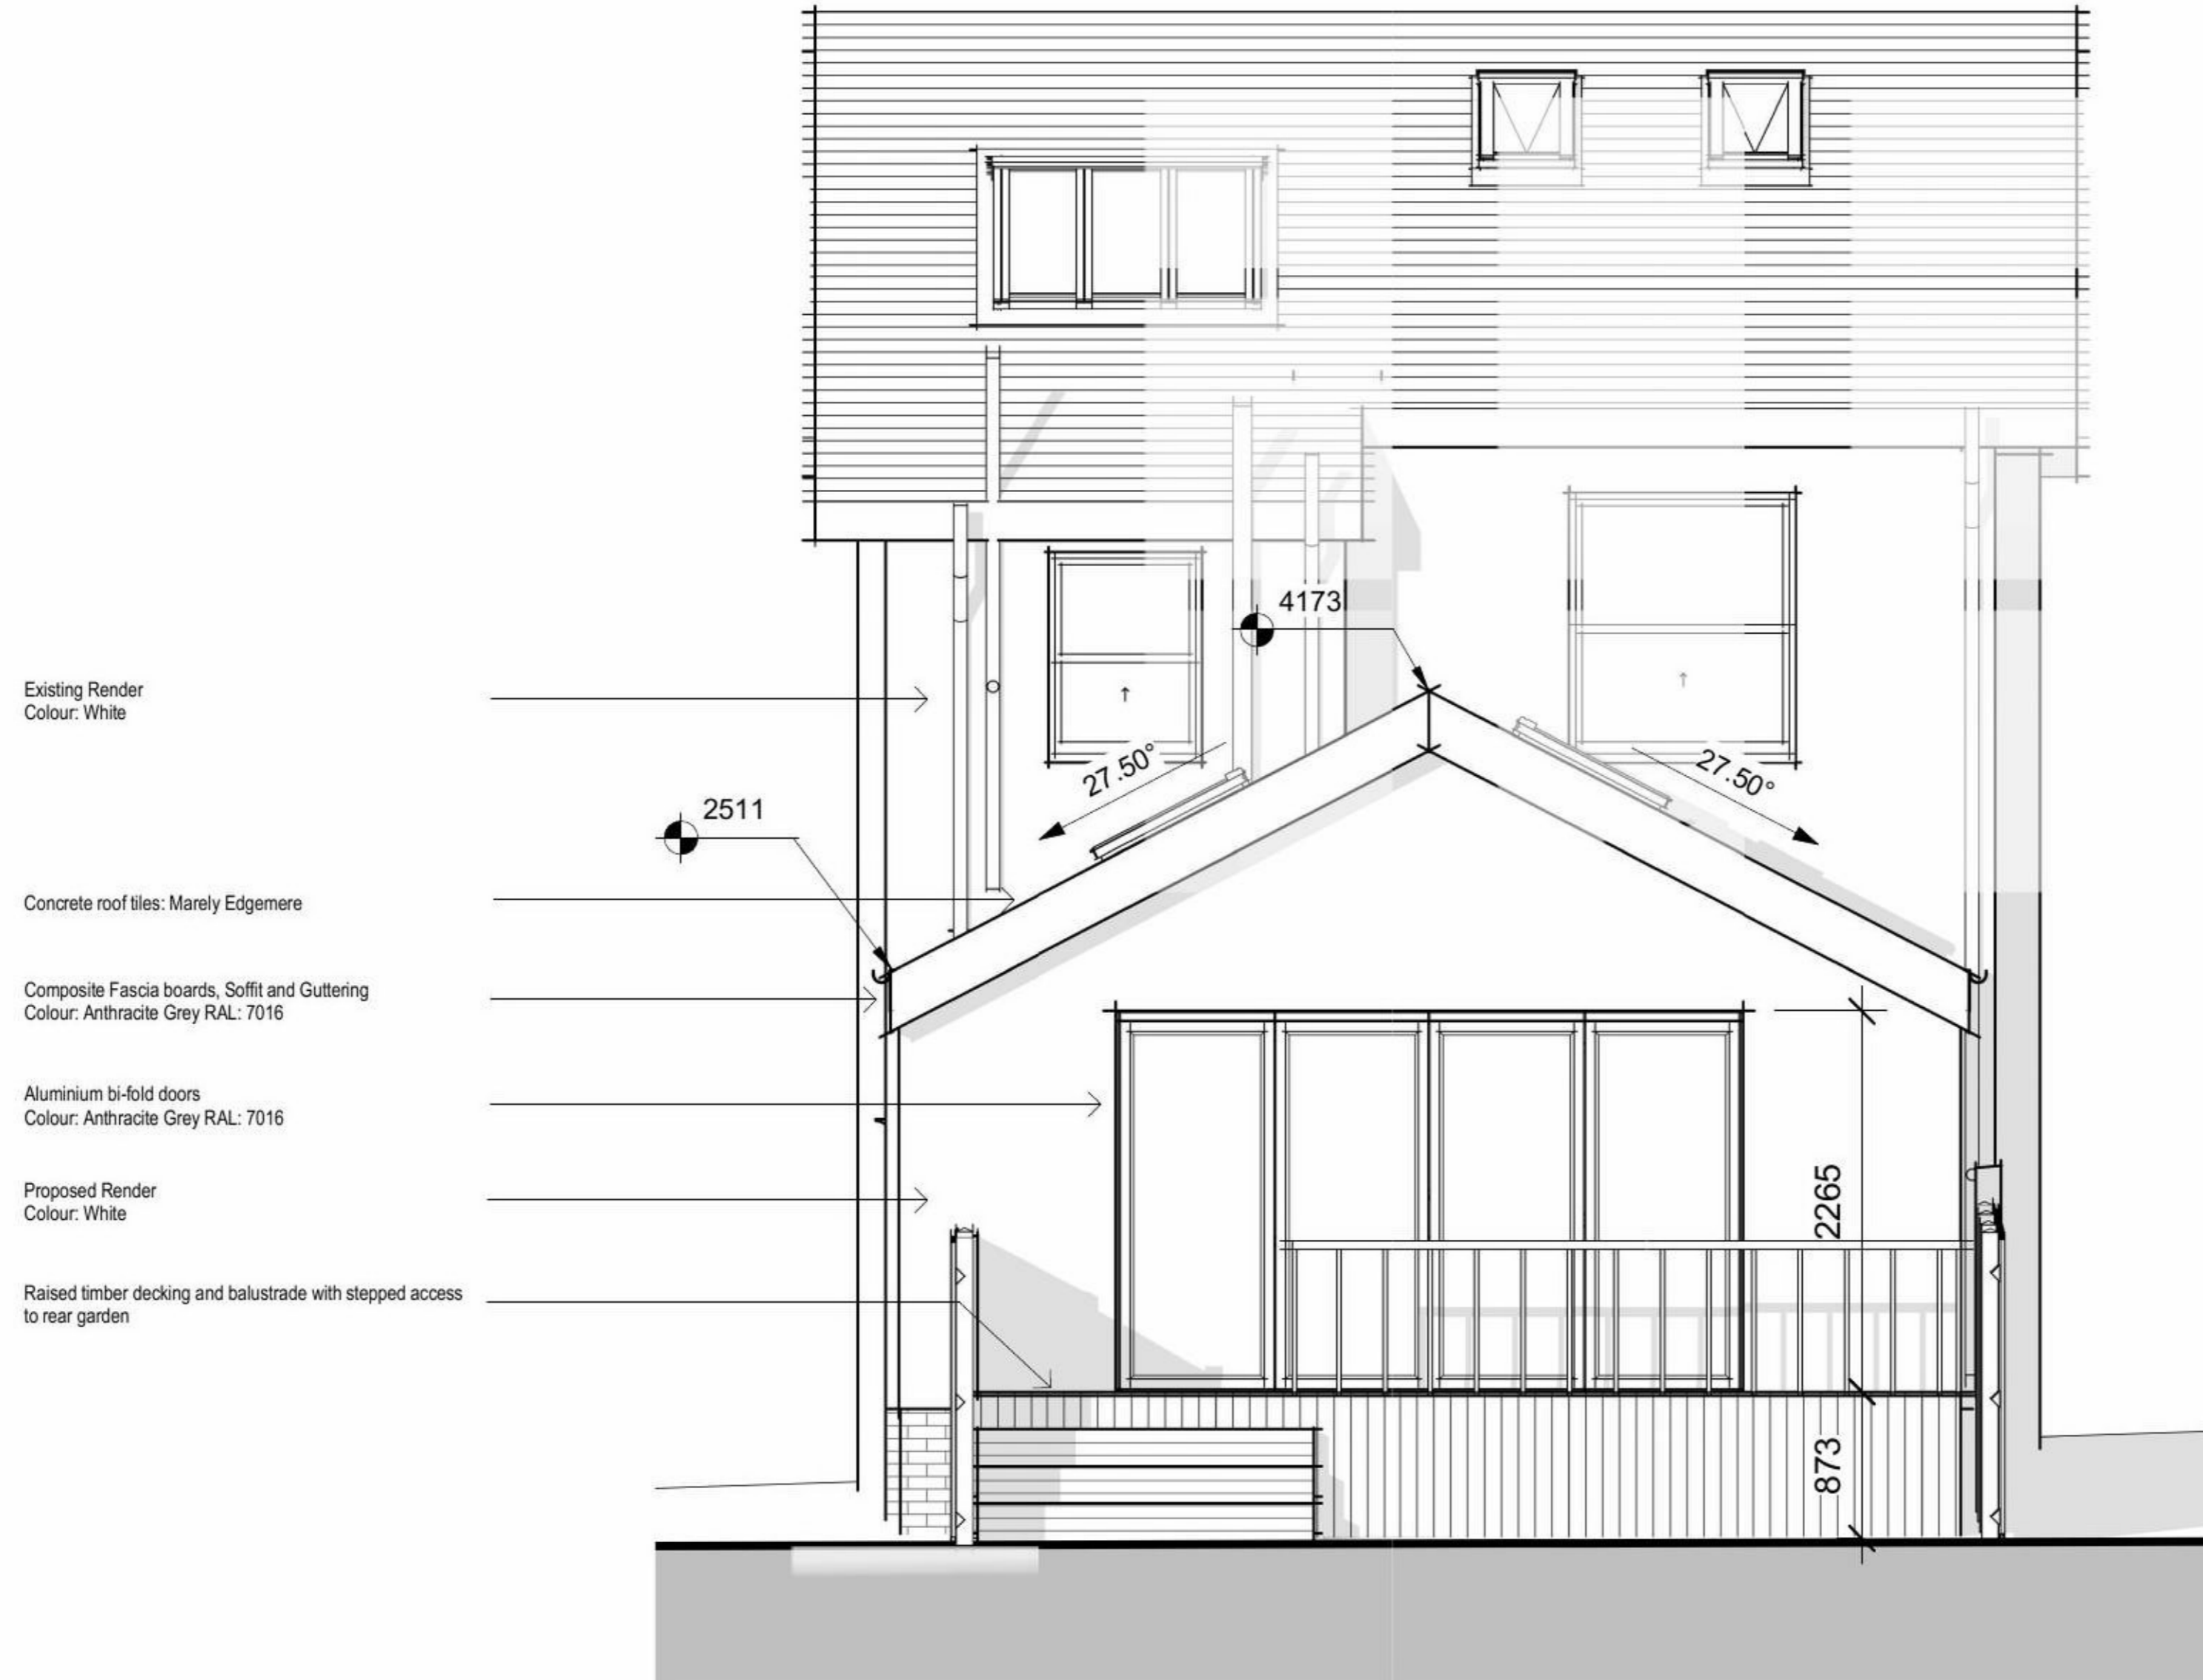 4173
Existing Render
Colour: White
27.50°
27.50°
2511
Concrete roof tiles: Marely Edgemere
Composite Fascia boards, Soffit and Guttering
Colour: Anthracite Grey RAL: 7016
Aluminium bi-fold doors
Colour: Anthracite Grey RAL: 7016
Proposed Render
Colour: White
2265
Raised timber decking and balustrade with stepped access
to rear garden
873